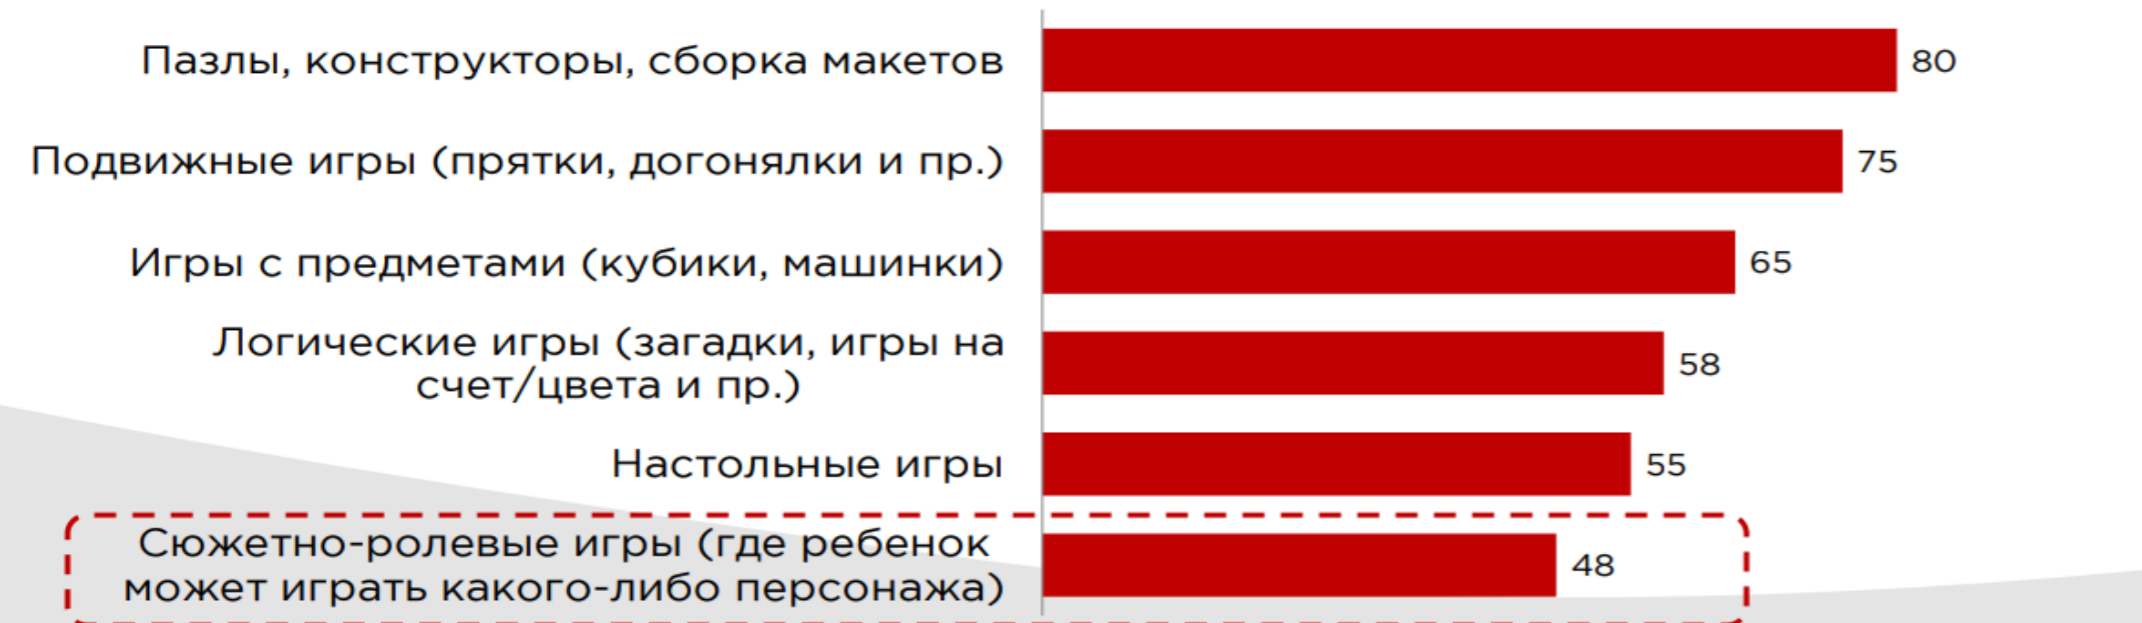 Пазлы, конструкторы, сборка макетов 80
Подвижные игры (прятки, догонялки и пр.) 75
Игры с предметами (кубики, машинки) 65
Логические игры (загадки, игры на
счет/цвета и пр.) 58
Настольные игры 55
Сюжетно-ролевые игры (где ребенок
может играть какого-либо персонажа) 48